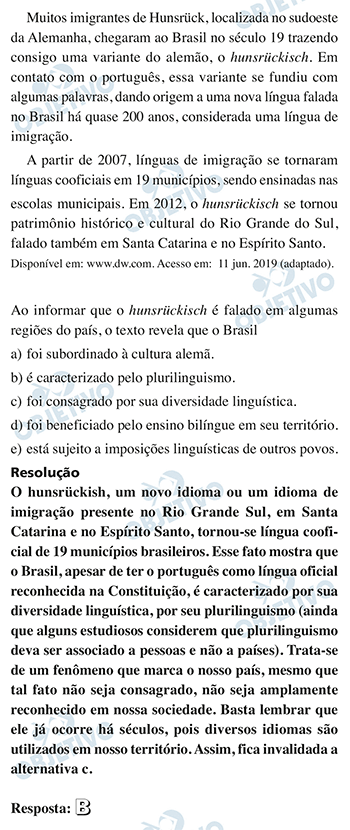 Muitos imigrantes de Hunsrück, localizada no sudoeste
da Alemanha, chegaram ao Brasil no século 19 trazendo
consigo uma variante do alemão, o hunsrückisch. Em
contato com o português, essa variante se fundiu com
algumas palavras, dando origem a uma nova língua falada
no Brasil há quase 200 anos, considerada uma língua de
imigração.
A partir de 2007, línguas de imigração se tornaram
línguas cooficiais em 19 municípios, sendo ensinadas nas
escolas municipais. Em 2012, o hunsrückisch se tornou
patrimônio histórico e cultural do Rio Grande do Sul,
falado também em Santa Catarina e no Espírito Santo.
Disponível em: www.dw.com. Acesso em: 11 jun. 2019 (adaptado).
Ao informar que o hunsrückisch é falado em algumas
regiões do país, o texto revela que o Brasil
a) foi subordinado à cultura alemã.
b) é caracterizado pelo plurilinguismo.
c) foi consagrado por sua diversidade linguística.
d) foi beneficiado pelo ensino bilíngue em seu território.
e) está sujeito a imposições linguísticas de outros povos.
Resolução
O hunsrückish, um novo idioma ou um idioma de
imigração presente no Rio Grande Sul, em Santa
Catarina e no Espírito Santo, tornou-se língua coofi-
cial de 19 municípios brasileiros. Esse fato mostra que
o Brasil, apesar de ter o português como língua oficial
reconhecida na Constituição, é caracterizado por sua
diversidade linguística, por seu plurilinguismo (ainda
que alguns estudiosos considerem que plurilinguismo
deva ser associado a pessoas e não a países). Trata-se
de um fenômeno que marca o nosso país, mesmo que
tal fato não seja consagrado, não seja amplamente
reconhecido em nossa sociedade. Basta lembrar que
ele já ocorre há séculos, pois diversos idiomas são
utilizados em nosso território. Assim, fica invalidada a
alternativa c.
Resposta: B